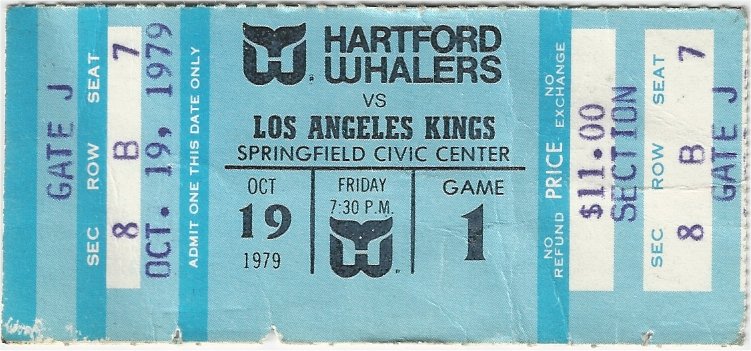 GATE J
SEC 8 ROW B SEAT 7
OCT. 19, 1979
ADMIT ONE THIS DATE ONLY
HARTFORD
WHALERS
VS
LOS ANGELES KINGS
SPRINGFIELD CIVIC CENTER
OCT
19
1979
FRIDAY
7:30 P.M.
GAME
1
NO REFUND
NO EXCHANGE
PRICE
$11.00
SECTION
SEC 8 ROW B SEAT 7
GATE J